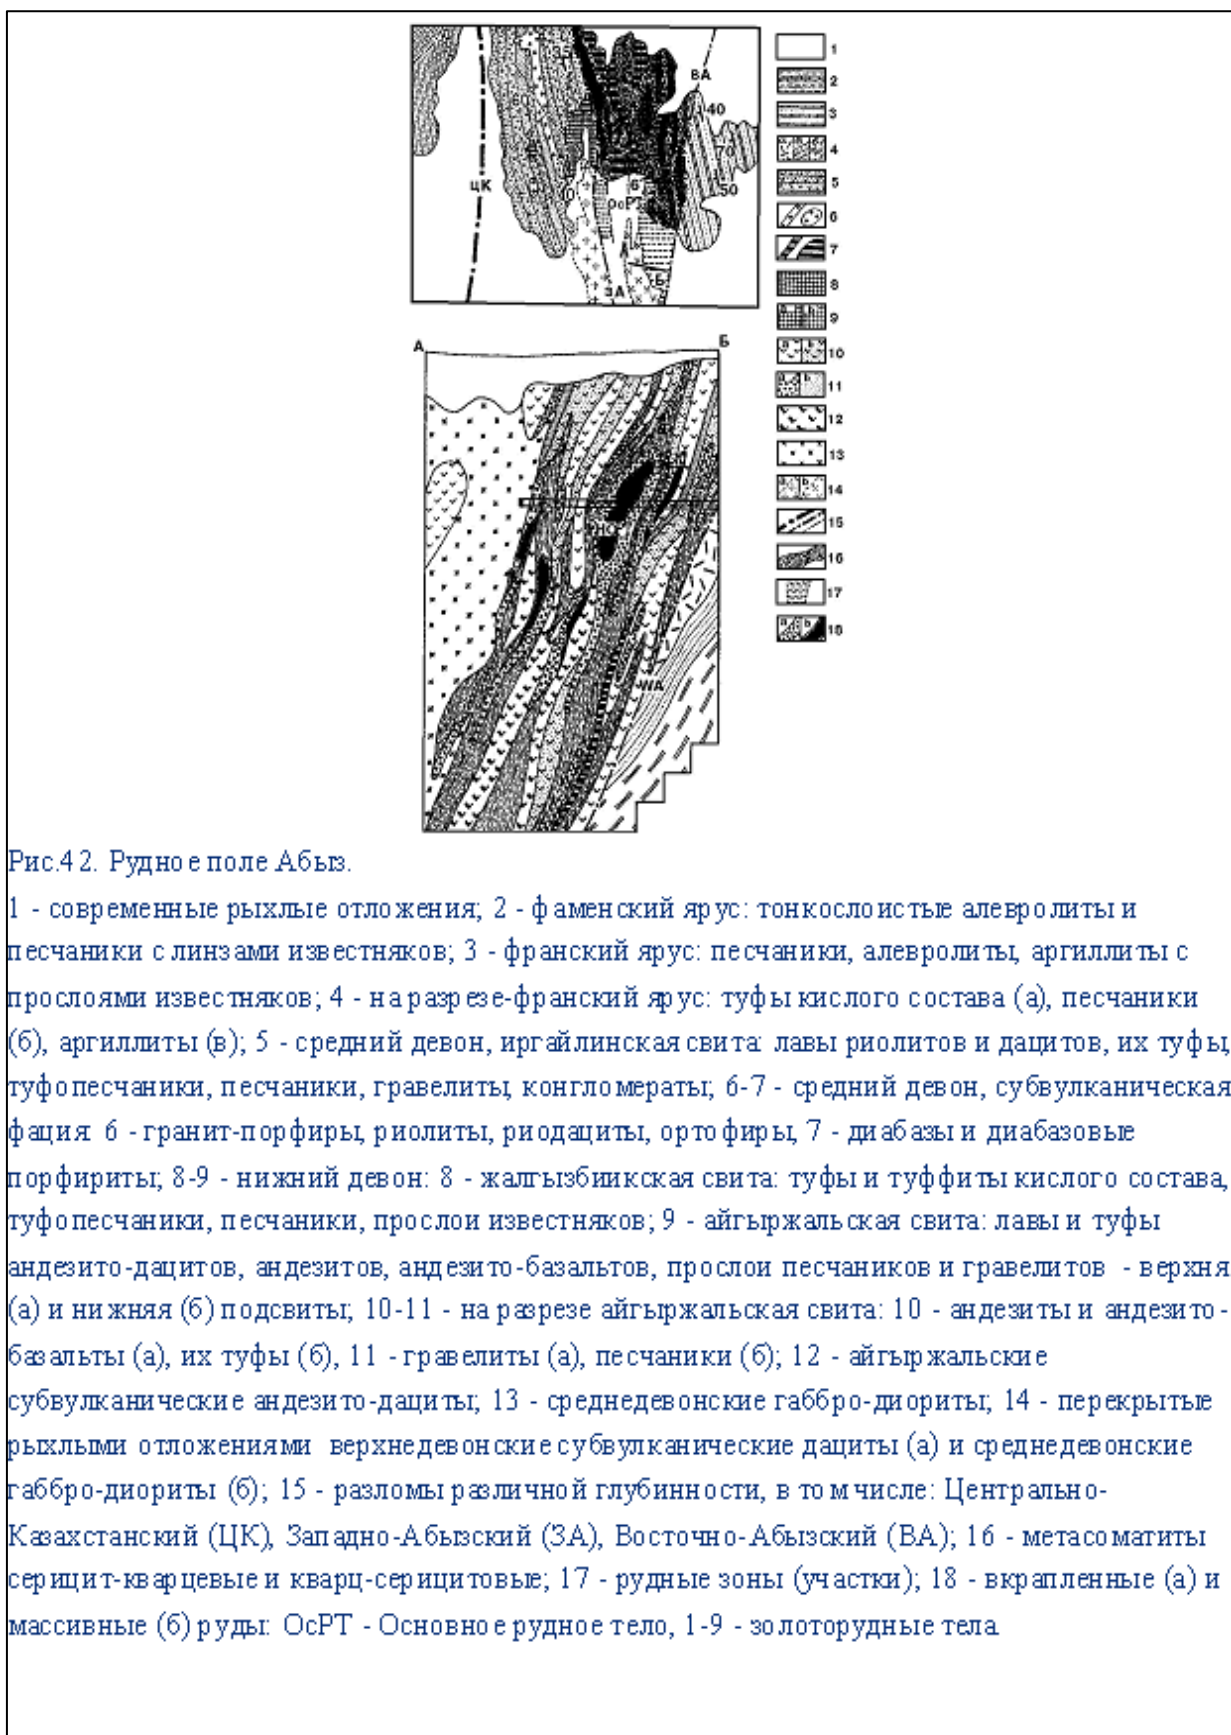 ВА
40
70
50
ЦК
35
60
6
ОсРТ
Б
ЗА
1
2
3
4
5
6
7
8
9
10
11
12
13
14
15
16
17
18
А
Б
WA
Рис.42. Рудное поле Абыз.
1 - современные рыхлые отложения; 2 - фаменский ярус: тонкослоистые алевролиты и
песчаники с линзами известняков; 3 - франский ярус: песчаники, алевролиты, аргиллиты с
прослоями известняков; 4 - на разрезе-франский ярус: туфы кислого состава (а), песчаники
(б), аргиллиты (в); 5 - средний девон, иргайлинская свита: лавы риолитов и дацитов, их туфы,
туфопесчаники, песчаники, гравелиты, конгломераты; 6-7 - средний девон, субвулканическая
фация: 6 - гранит-порфиры, риолиты, риодациты, ортофиры, 7 - диабазы и диабазовые
порфириты; 8-9 - нижний девон: 8 - жалгызбиикская свита: туфы и туффиты кислого состава,
туфопесчаники, песчаники, прослои известняков; 9 - айгыржальская свита: лавы и туфы
андезито-дацитов, андезитов, андезито-базальтов, прослои песчаников и гравелитов - верхня
(а) и нижняя (б) подсвиты; 10-11 - на разрезе айгыржальская свита: 10 - андезиты и андезито-
базальты (а), их туфы (б), 11 - гравелиты (а), песчаники (б); 12 - айгыржальские
субвулканические андезито-дациты; 13 - среднедевонские габбро-диориты; 14 - перекрытые
рыхлыми отложениями верхнедевонские субвулканические дациты (а) и среднедевонские
габбро-диориты (б); 15 - разломы различной глубинности, в том числе: Центрально-
Казахстанский (ЦК), Западно-Абызский (ЗА), Восточно-Абызский (ВА); 16 - метасоматиты
серицит-кварцевые и кварц-серицитовые; 17 - рудные зоны (участки); 18 - вкрапленные (а) и
массивные (б) руды: ОсРТ - Основное рудное тело, 1-9 - золоторудные тела